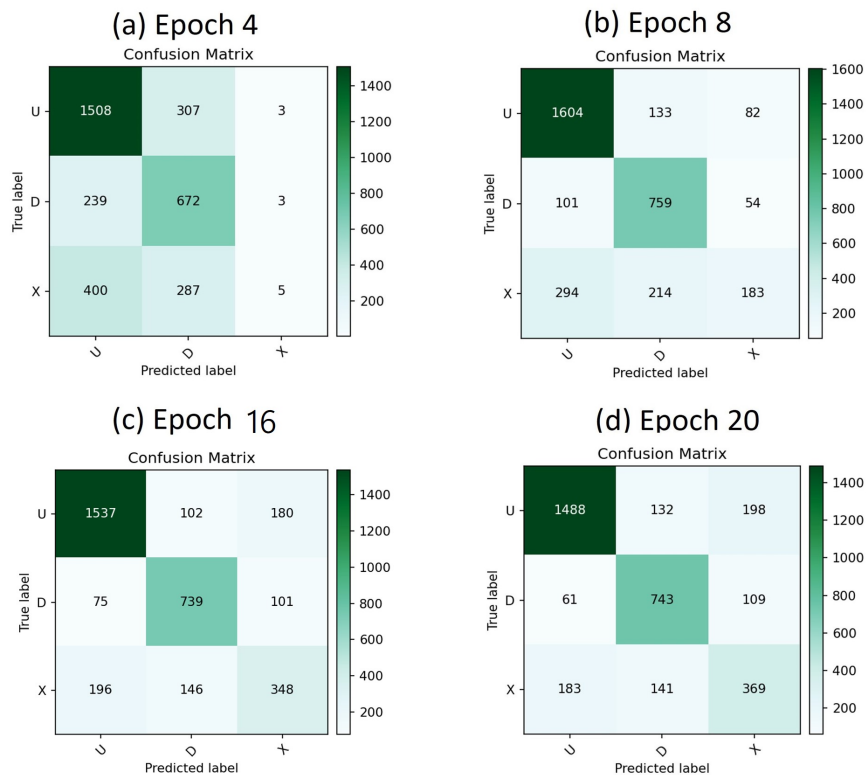 (a) Epoch 4
Confusion Matrix
U 1508 307 3
D 239 672 3
X 400 287 5
U D X
True label
Predicted label
1400
1200
1000
800
600
400
200
(b) Epoch 8
Confusion Matrix
U 1604 133 82
D 101 759 54
X 294 214 183
U D X
True label
Predicted label
1600
1400
1200
1000
800
600
400
200
(c) Epoch 16
Confusion Matrix
U 1537 102 180
D 75 739 101
X 196 146 348
U D X
True label
Predicted label
1400
1200
1000
800
600
400
200
(d) Epoch 20
Confusion Matrix
U 1488 132 198
D 61 743 109
X 183 141 369
U D X
True label
Predicted label
1400
1200
1000
800
600
400
200